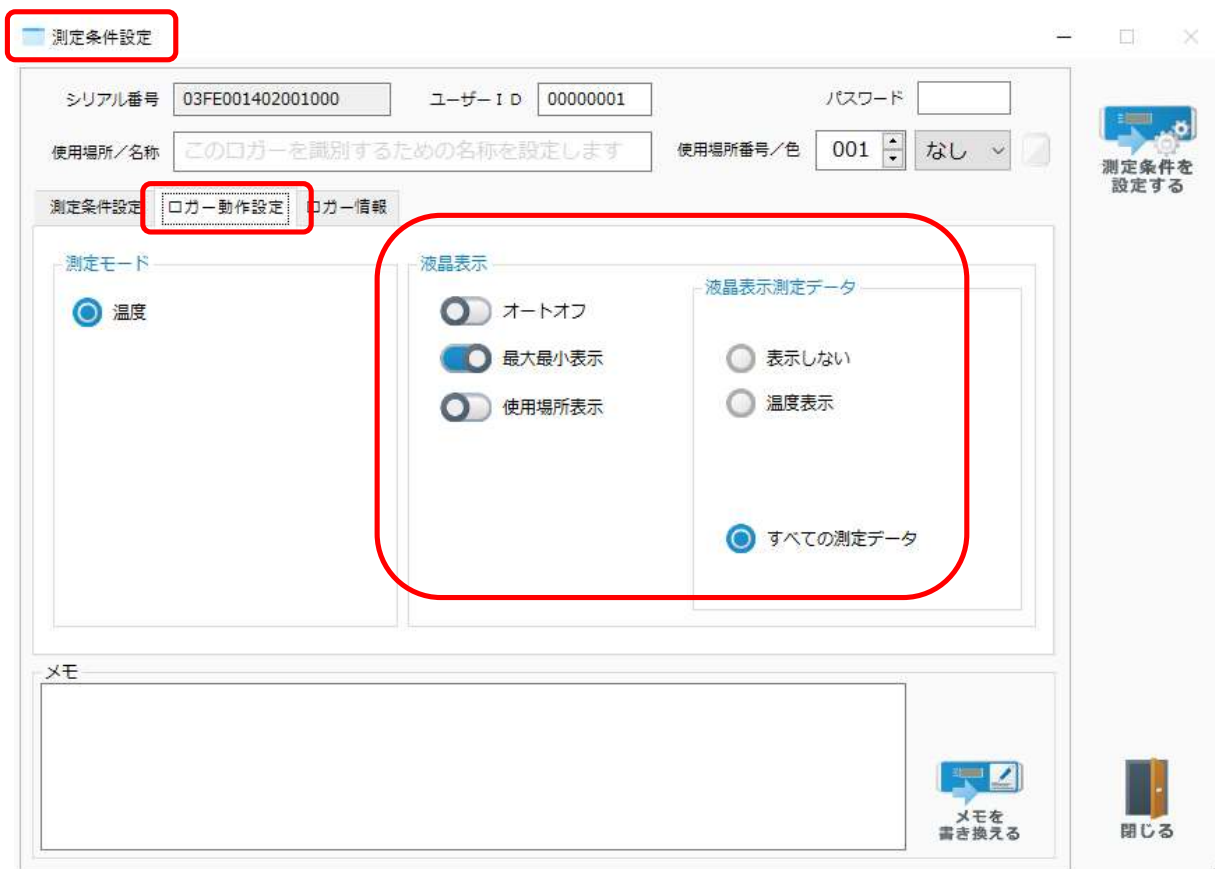 測定条件設定
シリアル番号 03FE001402001000 ユーザーＩＤ 00000001 パスワード
使用場所／名称 このロガーを識別するための名称を設定します 使用場所番号／色 001 なし
測定条件を
設定する
測定条件設定 ロガー動作設定 ロガー情報
測定モード
温度
液晶表示
オートオフ
最大最小表示
使用場所表示
液晶表示測定データ
表示しない
温度表示
すべての測定データ
メモ
メモを
書き換える
閉じる